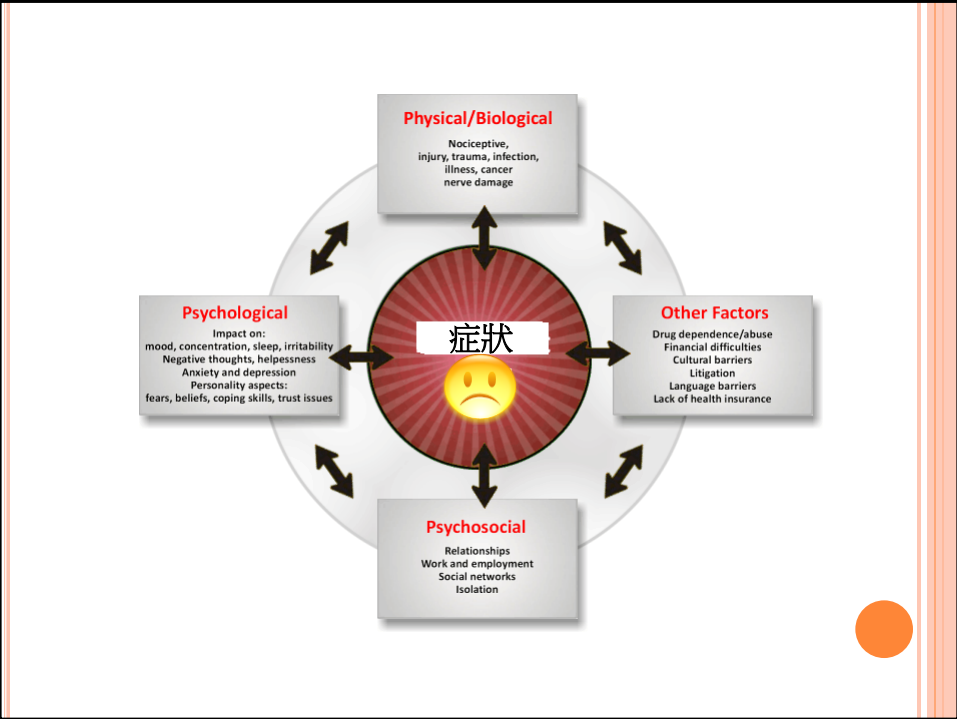 Physical/Biological
Nociceptive,
injury, trauma, infection,
illness, cancer
nerve damage
Psychological
Impact on:
mood, concentration, sleep, irritability
Negative thoughts, helpessness
Anxiety and depression
Personality aspects:
fears, beliefs, coping skills, trust issues
症狀
Other Factors
Drug dependence/abuse
Financial difficulties
Cultural barriers
Litigation
Language barriers
Lack of health insurance
Psychosocial
Relationships
Work and employment
Social networks
Isolation